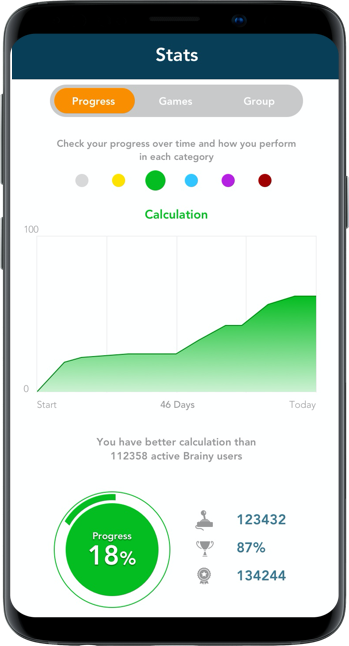 Stats
Progress Games Group
Check your progress over time and how you perform
in each category
Calculation
100
0
Start 46 Days Today
You have better calculation than
112358 active Brainy users
Progress
18%
123432
87%
134244